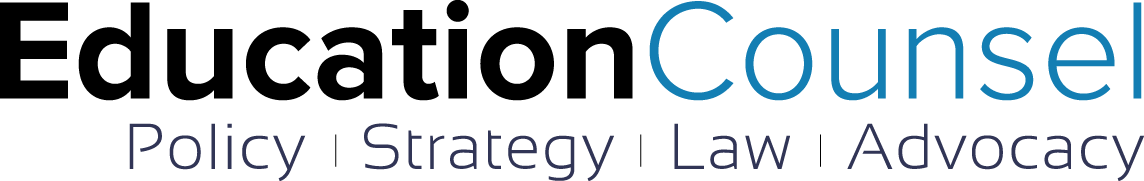 EducationCounsel
Policy | Strategy | Law | Advocacy